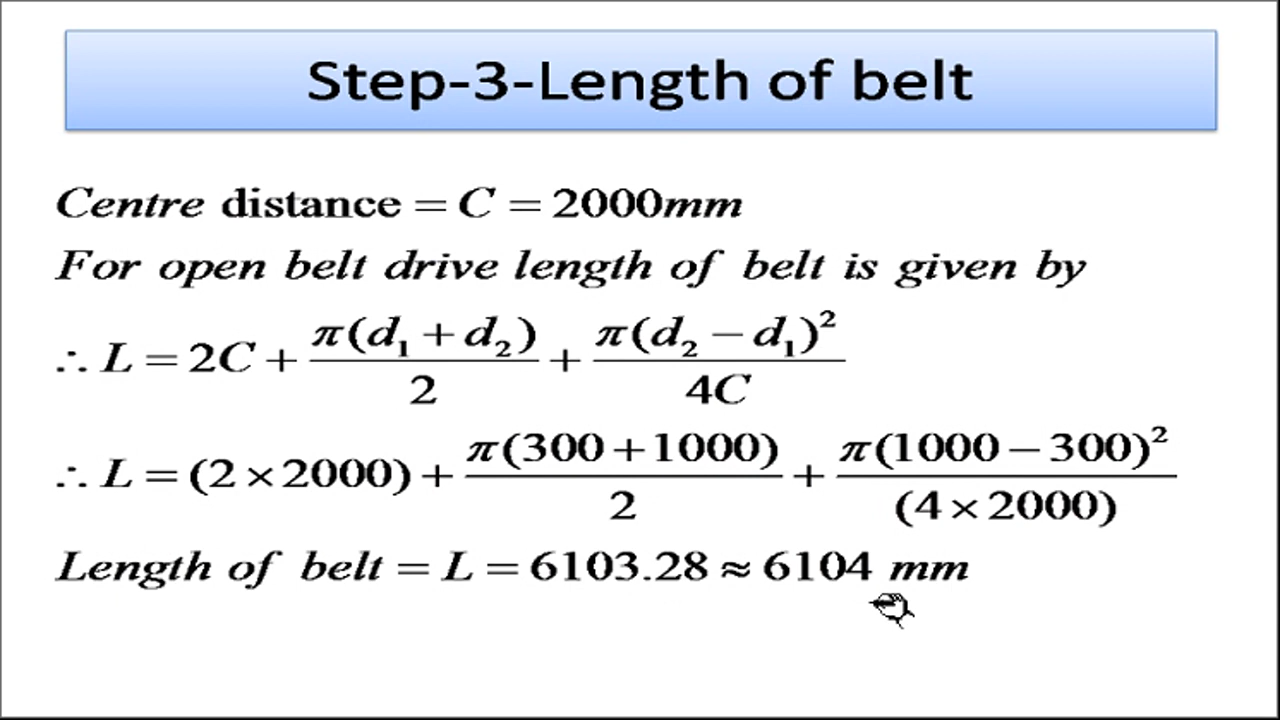 Step-3-Length of belt
Centre distance = C = 2000mm
For open belt drive length of belt is given by
∴ L = 2C + π(d₁ + d₂)/2 + π(d₂ − d₁)²/4C
∴ L = (2 × 2000) + π(300 + 1000)/2 + π(1000 − 300)²/(4 × 2000)
Length of belt = L = 6103.28 ≈ 6104 mm